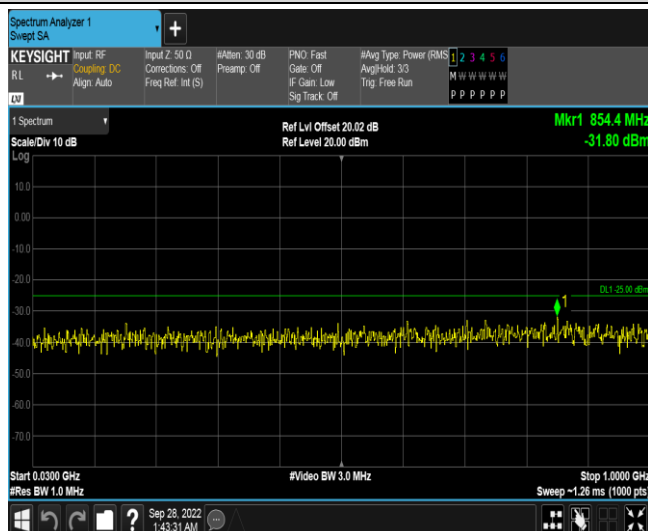 Spectrum Analyzer 1
Swept SA
+
KEYSIGHT
RL
LXI
Input: RF
Coupling: DC
Align: Auto
Input Z: 50 Ω
Corrections: Off
Freq Ref: Int (S)
#Atten: 30 dB
Preamp: Off
PNO: Fast
Gate: Off
IF Gain: Low
Sig Track: Off
#Avg Type: Power (RMS
Avg|Hold: 3/3
Trig: Free Run
1 2 3 4 5 6
M W W W W W
P P P P P P
1 Spectrum
Scale/Div 10 dB
Log
Ref Lvl Offset 20.02 dB
Ref Level 20.00 dBm
Mkr1 854.4 MHz
-31.80 dBm
10.0
0.00
-10.0
-20.0
-30.0
-40.0
-50.0
-60.0
-70.0
DL1 -25.00 dBm
1
Start 0.0300 GHz
#Res BW 1.0 MHz
#Video BW 3.0 MHz
Stop 1.0000 GHz
Sweep ~1.26 ms (1000 pts)
?
Sep 28, 2022
1:43:31 AM